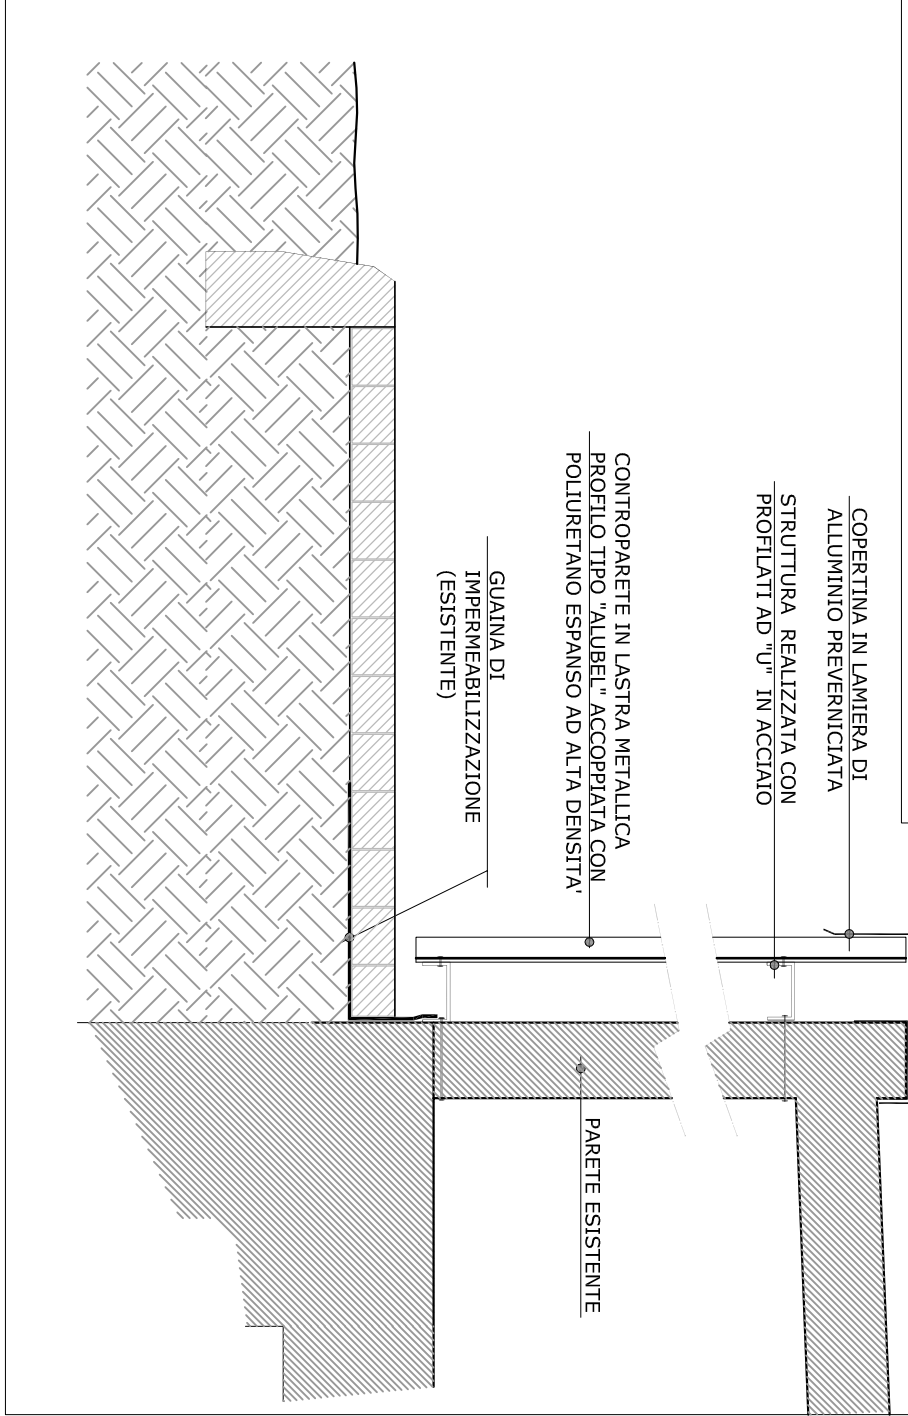 COPERTINA IN LAMIERA DI
ALLUMINIO PREVERNICIATA
STRUTTURA REALIZZATA CON
PROFILATI AD "U" IN ACCIAIO
CONTROPARETE IN LASTRA METALLICA
PROFILO TIPO "ALUBEL" ACCOPPIATA CON
POLIURETANO ESPANSO AD ALTA DENSITA'
GUAINA DI
IMPERMEABILIZZAZIONE
(ESISTENTE)
PARETE ESISTENTE